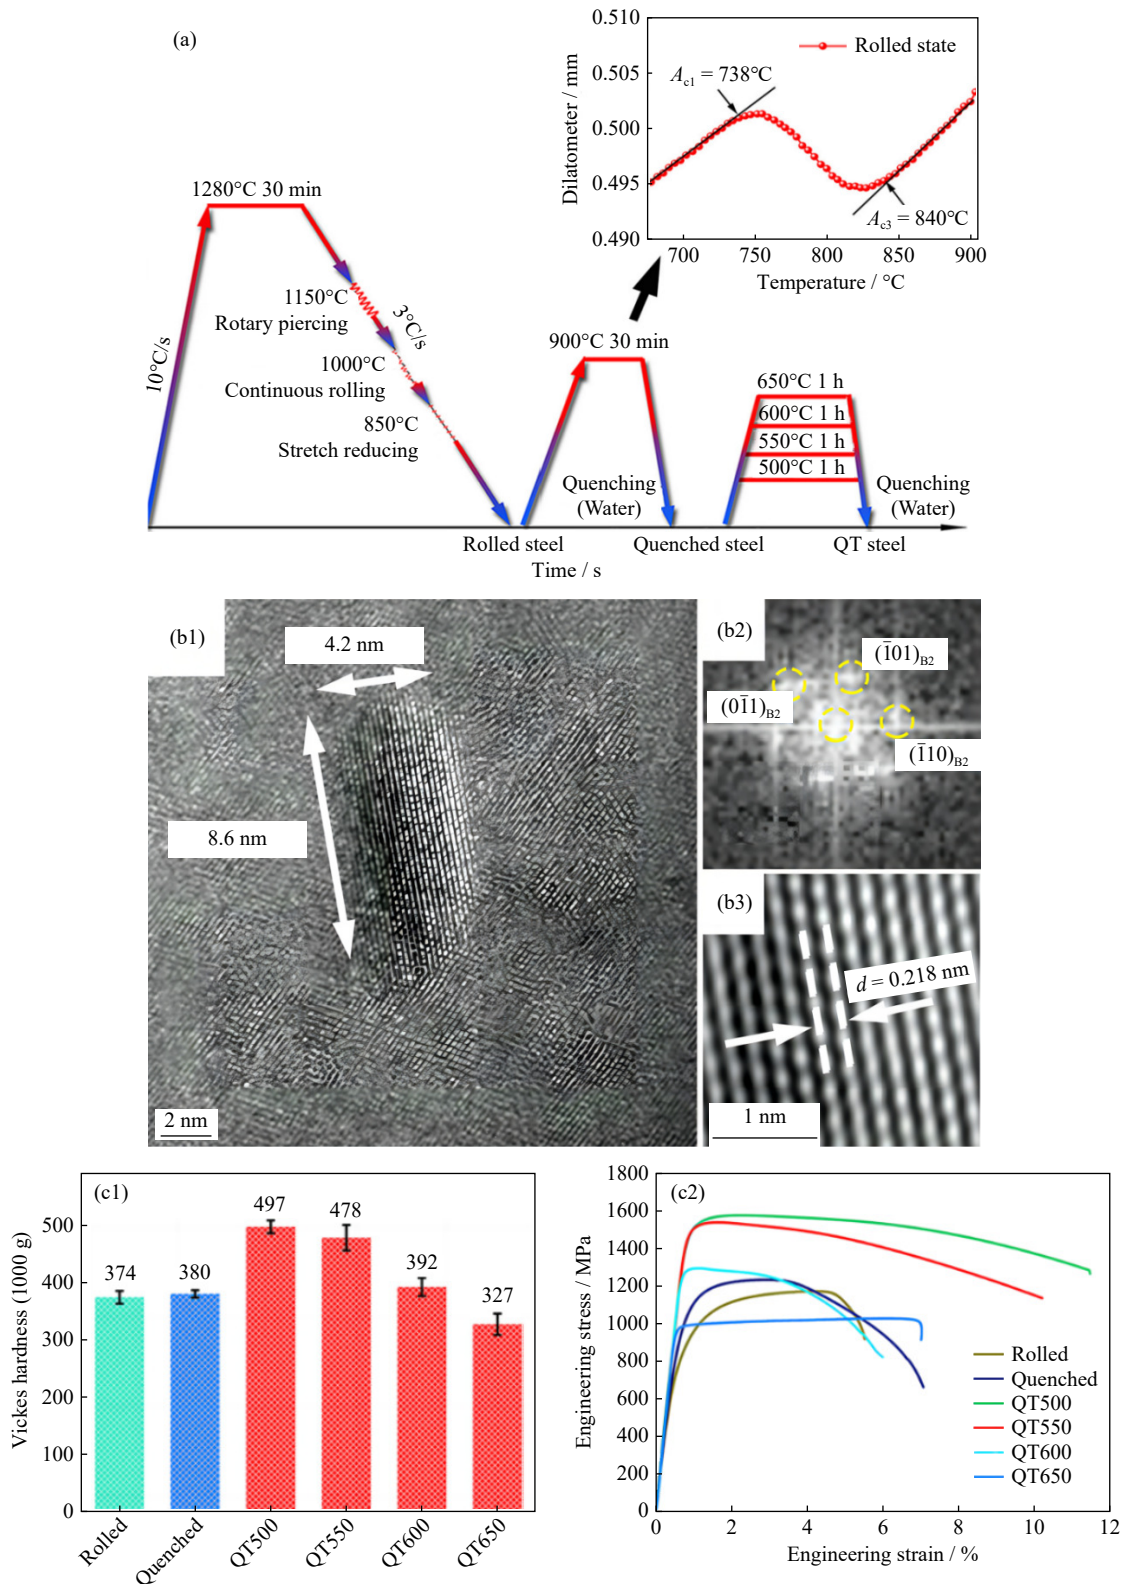 (a)
0.510
0.505
0.500
0.495
0.490
Dilatometer / mm
Rolled state
A_c1 = 738°C
A_c3 = 840°C
700
750
800
850
900
Temperature / °C
1280°C 30 min
10°C/s
1150°C
Rotary piercing
3°C/s
1000°C
Continuous rolling
850°C
Stretch reducing
900°C 30 min
Quenching
(Water)
650°C 1 h
600°C 1 h
550°C 1 h
500°C 1 h
Quenching
(Water)
Rolled steel
Quenched steel
QT steel
Time / s
(b1)
4.2 nm
8.6 nm
2 nm
(b2)
(1̄01)B2
(01̄1)B2
(1̄10)B2
(b3)
d = 0.218 nm
1 nm
(c1)
Vickes hardness (1000 g)
500
400
300
200
100
0
374
380
497
478
392
327
Rolled
Quenched
QT500
QT550
QT600
QT650
(c2)
Engineering stress / MPa
1800
1600
1400
1200
1000
800
600
400
200
0
Rolled
Quenched
QT500
QT550
QT600
QT650
0
2
4
6
8
10
12
Engineering strain / %